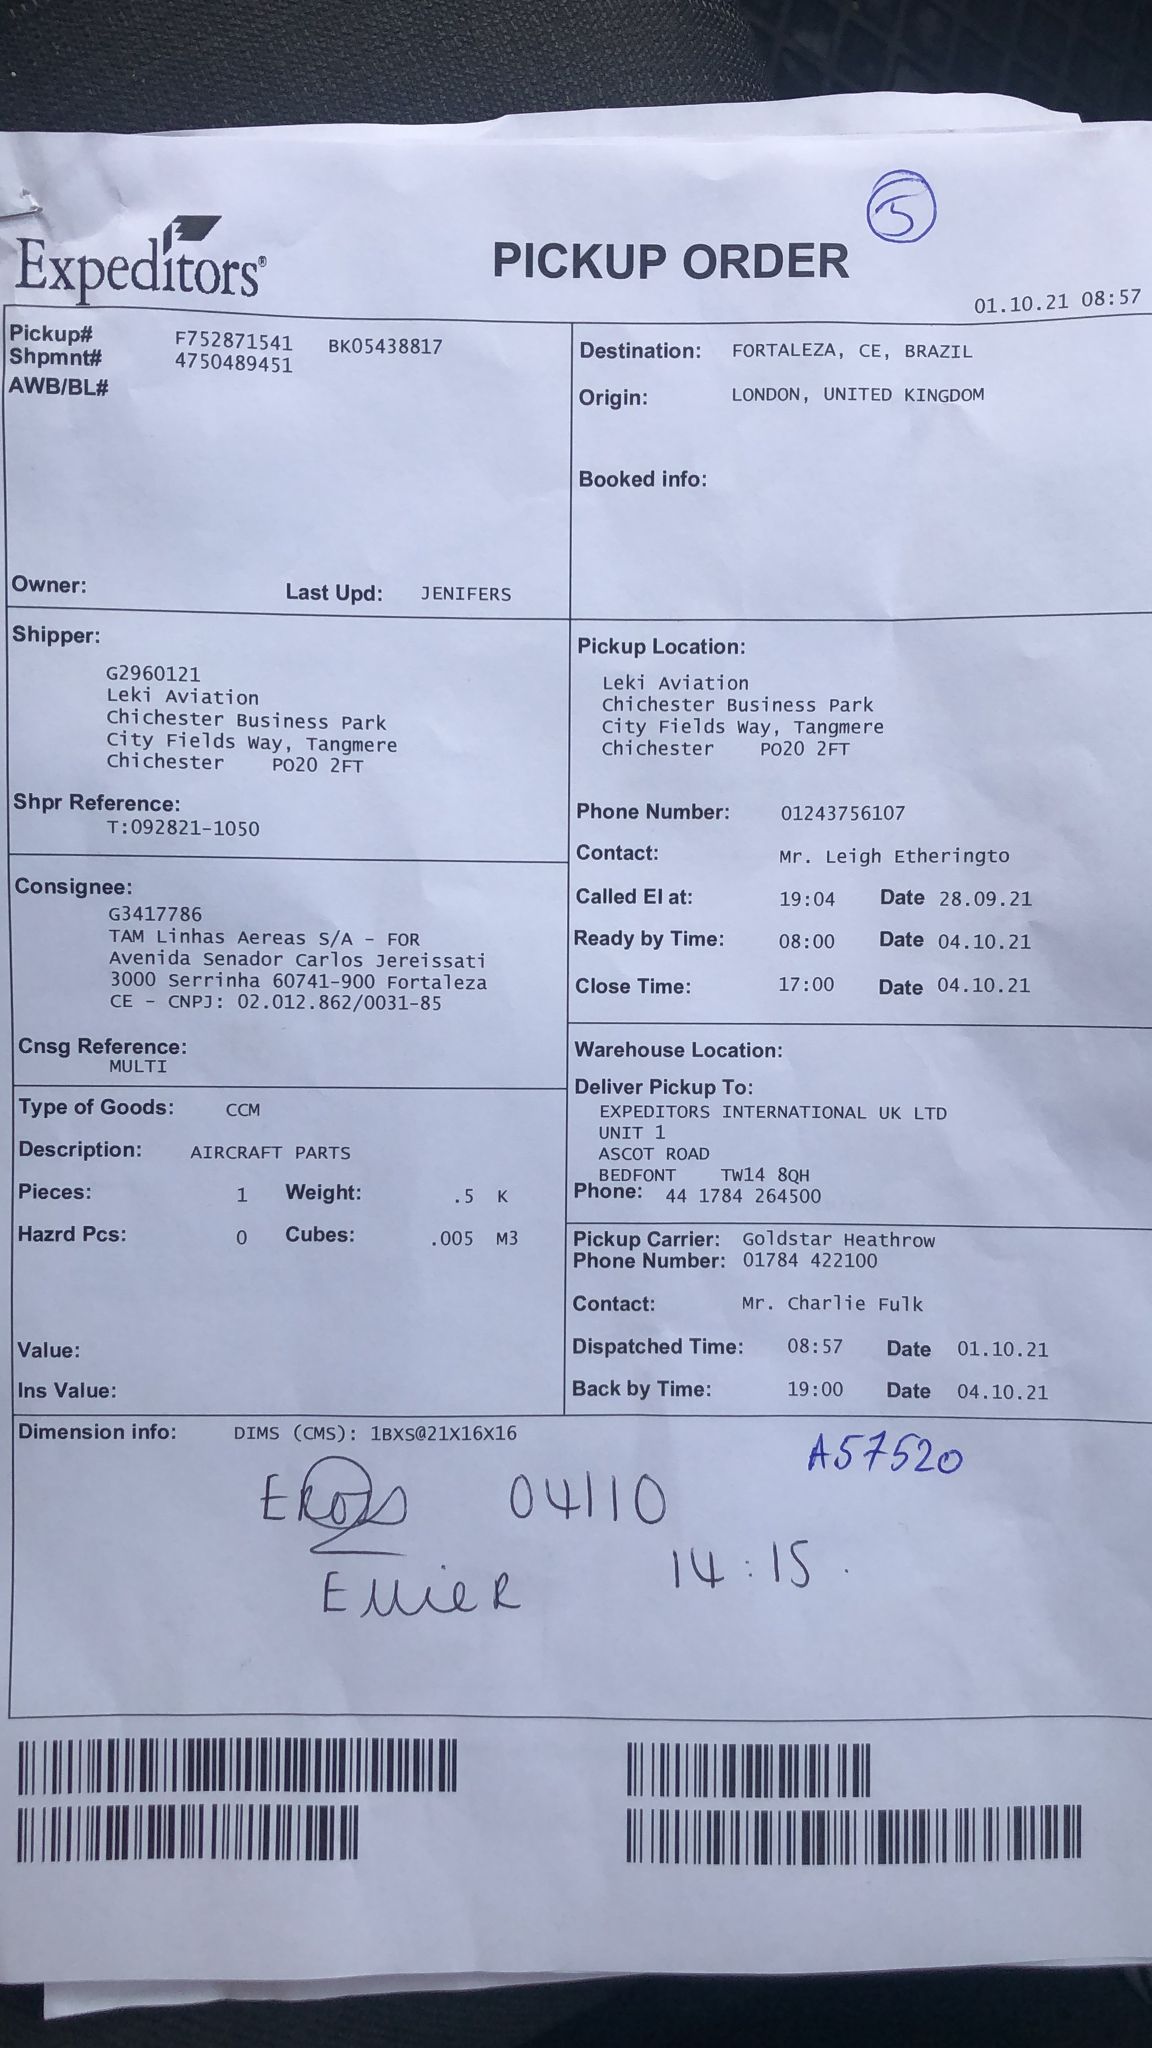 5
Expeditors®
PICKUP ORDER
01.10.21 08:57
Pickup# F752871541 BK05438817
Shpmnt# 4750489451
AWB/BL#
Owner: Last Upd: JENIFERS
Destination: FORTALEZA, CE, BRAZIL
Origin: LONDON, UNITED KINGDOM
Booked info:
Shipper:
G2960121
Leki Aviation
Chichester Business Park
City Fields Way, Tangmere
Chichester PO20 2FT
Shpr Reference:
T:092821-1050
Consignee:
G3417786
TAM Linhas Aereas S/A - FOR
Avenida Senador Carlos Jereissati
3000 Serrinha 60741-900 Fortaleza
CE - CNPJ: 02.012.862/0031-85
Cnsg Reference:
MULTI
Type of Goods: CCM
Description: AIRCRAFT PARTS
Pieces: 1 Weight: .5 K
Hazrd Pcs: 0 Cubes: .005 M3
Value:
Ins Value:
Pickup Location:
Leki Aviation
Chichester Business Park
City Fields Way, Tangmere
Chichester PO20 2FT
Phone Number: 01243756107
Contact: Mr. Leigh Etheringto
Called EI at: 19:04 Date 28.09.21
Ready by Time: 08:00 Date 04.10.21
Close Time: 17:00 Date 04.10.21
Warehouse Location:
Deliver Pickup To:
EXPEDITORS INTERNATIONAL UK LTD
UNIT 1
ASCOT ROAD
BEDFONT TW14 8QH
Phone: 44 1784 264500
Pickup Carrier: Goldstar Heathrow
Phone Number: 01784 422100
Contact: Mr. Charlie Fulk
Dispatched Time: 08:57 Date 01.10.21
Back by Time: 19:00 Date 04.10.21
Dimension info: DIMS (CMS): 1BXS@21X16X16
A57520
04/10
14:15